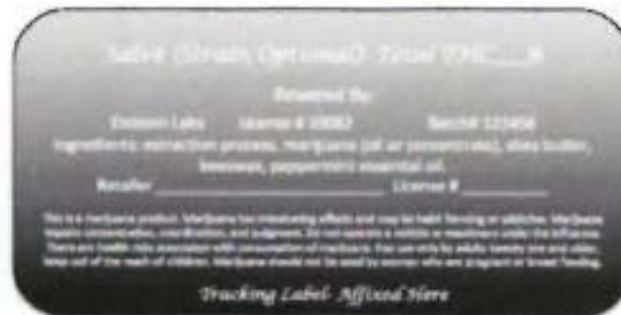 Salve (Strain Optional) Total THC___%
Presented By:
Labs License # 10082 Batch# 123456
Ingredients: extraction process, marijuana (oil or concentrate), shea butter,
beeswax, peppermint essential oil.
Retailer ____________________ License # ________
This is a marijuana product. Marijuana has intoxicating effects and may be habit forming or addictive. Marijuana
impairs concentration, coordination, and judgment. Do not operate a vehicle or machinery under its influence.
There are health risks associated with consumption of marijuana. For use only by adults twenty-one and older.
Keep out of the reach of children. Marijuana should not be used by women who are pregnant or breast feeding.
Tracking Label Affixed Here